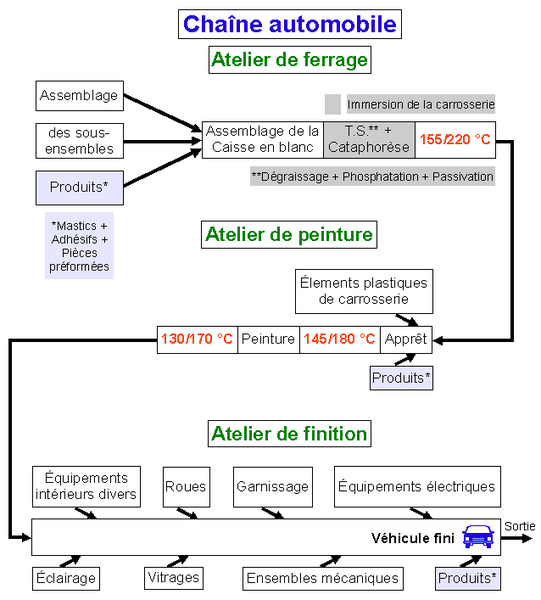 Chaîne automobile
Atelier de ferrage
Assemblage
des sous-
ensembles
Produits*
*Mastics +
Adhésifs +
Pièces
préformées
Immersion de la carrosserie
Assemblage de la
Caisse en blanc
T.S.** +
Cataphorèse
155/220 °C
**Dégraissage + Phosphatation + Passivation
Atelier de peinture
Élements plastiques
de carrosserie
130/170 °C
Peinture
145/180 °C
Apprêt
Produits*
Atelier de finition
Équipements
intérieurs divers
Roues
Garnissage
Équipements électriques
Véhicule fini
Sortie
Éclairage
Vitrages
Ensembles mécaniques
Produits*